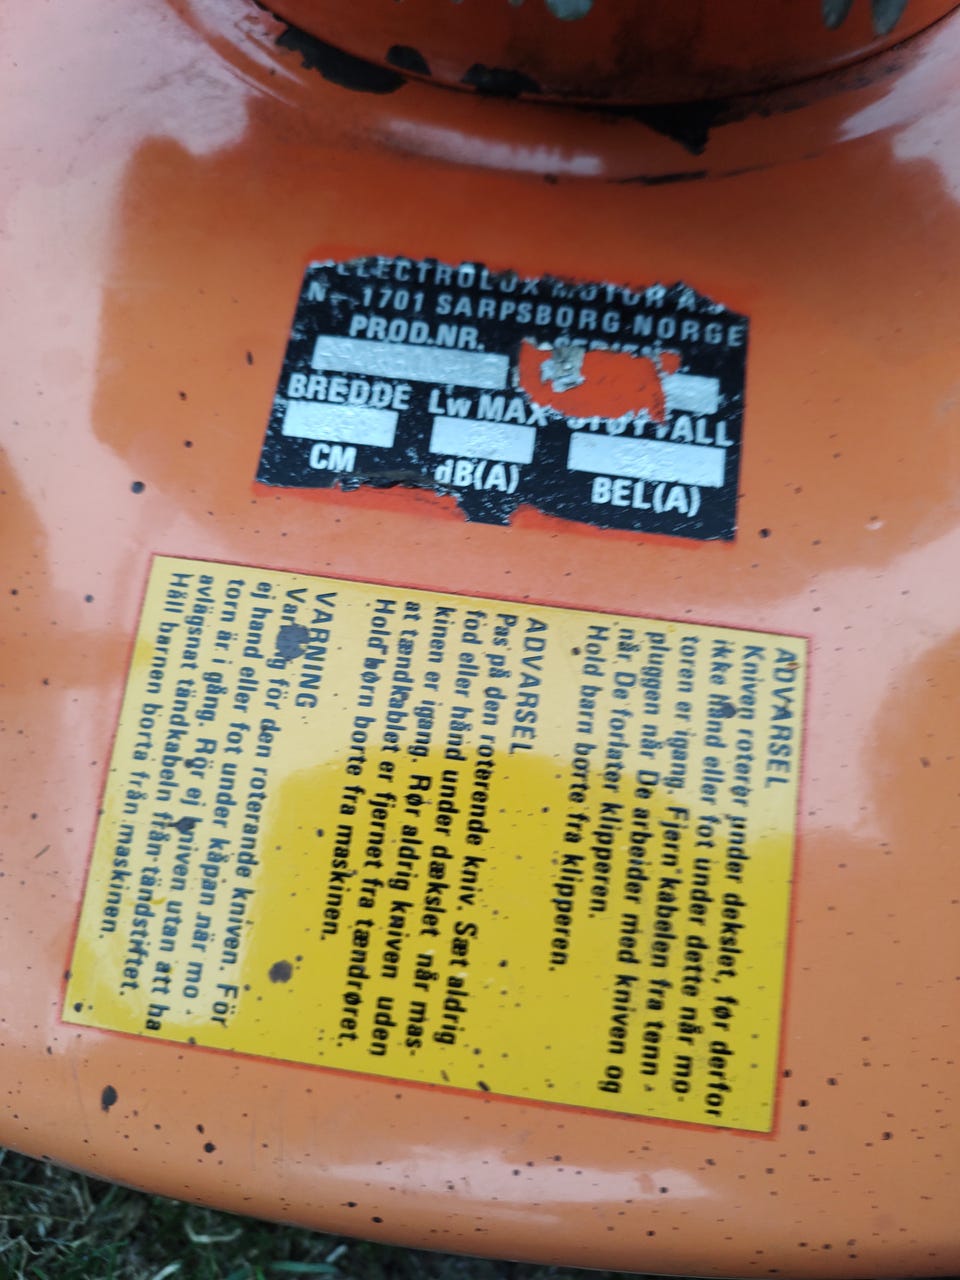 ELECTROLUX MOTOR A.S
N - 1701 SARPSBORG NORGE
PROD.NR.
BREDDE Lw MAX
CM dB(A) BEL(A)
ADVARSEL
Kniven roterer under dekslet, før derfor
ikke hånd eller fot under dette når mo-
toren er igang. Fjern kabelen fra tenn-
pluggen når De arbeider med kniven og
når De forlater klipperen.
Hold barn borte fra klipperen.
ADVARSEL
Pas på den roterende kniv. Sæt aldrig
fod eller hånd under dækslet når mas-
kinen er igang. Rør aldrig kniven uden
at tændkablet er fjernet fra tændrøret.
Hold børn borte fra maskinen.
VARNING
Varning för den roterande kniven. För
ej hand eller fot under kåpan när mo-
torn är i gång. Rör ej kniven utan att ha
avlägsnat tändkabeln från tändstiftet.
Håll barnen borta från maskinen.